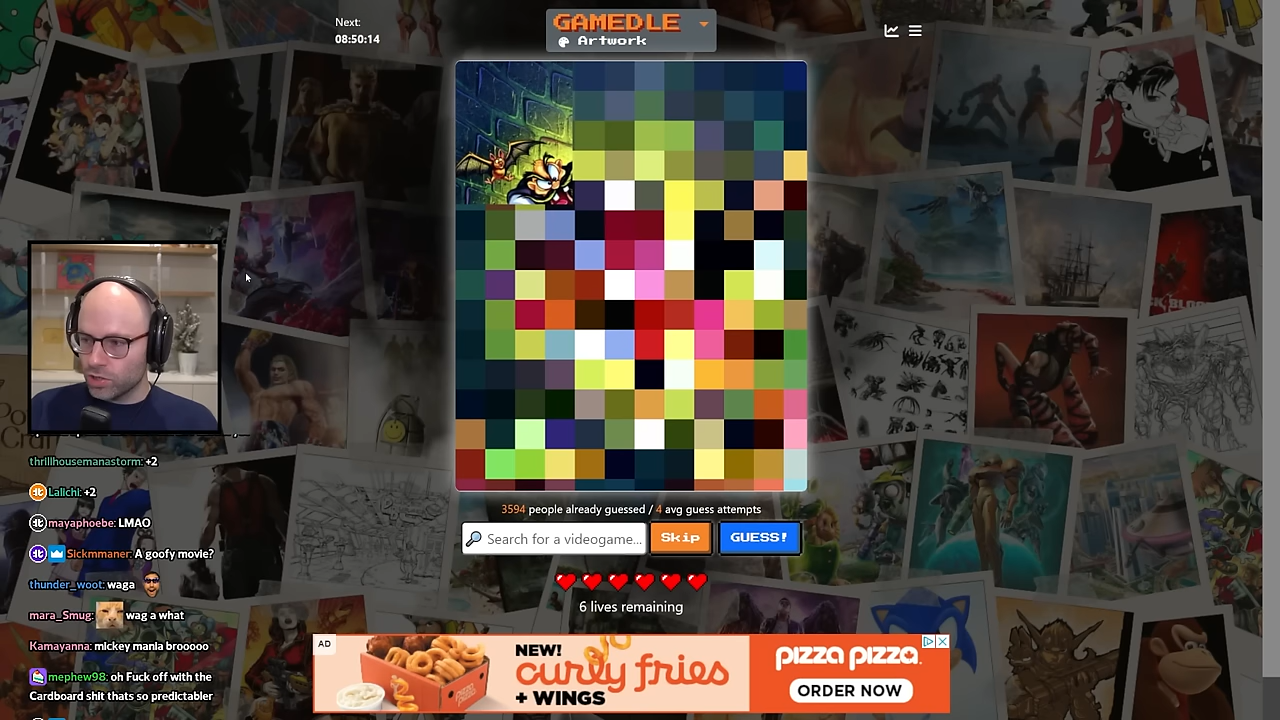 Next:
08:50:14
GAMEDLE
Artwork
3594 people already guessed / 4 avg guess attempts
Search for a videogame...
Skip
GUESS!
6 lives remaining
thrillhousemanastorm: +2
Lalichi: +2
mayaphoebe: LMAO
Sickmmaner: A goofy movie?
thunder_woot: waga
mara_Smug: wag a what
Kamayanna: mickey mania brooooo
mephew98: oh Fuck off with the
Cardboard shit thats so predictabler
AD
NEW!
curly fries
+ WINGS
pizza pizza.
ORDER NOW